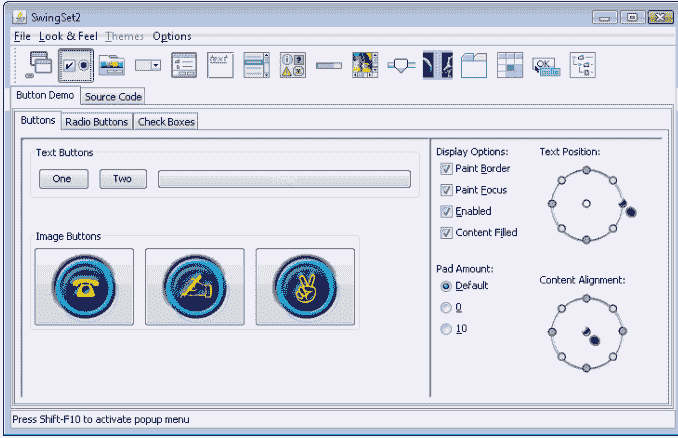 SwingSet2
File Look & Feel Themes Options
text
OK
Button Demo Source Code
Buttons Radio Buttons Check Boxes
Text Buttons
One Two
Image Buttons
Display Options:
Paint Border
Paint Focus
Enabled
Content Filled
Text Position:
Pad Amount:
Default
0
10
Content Alignment:
Press Shift-F10 to activate popup menu